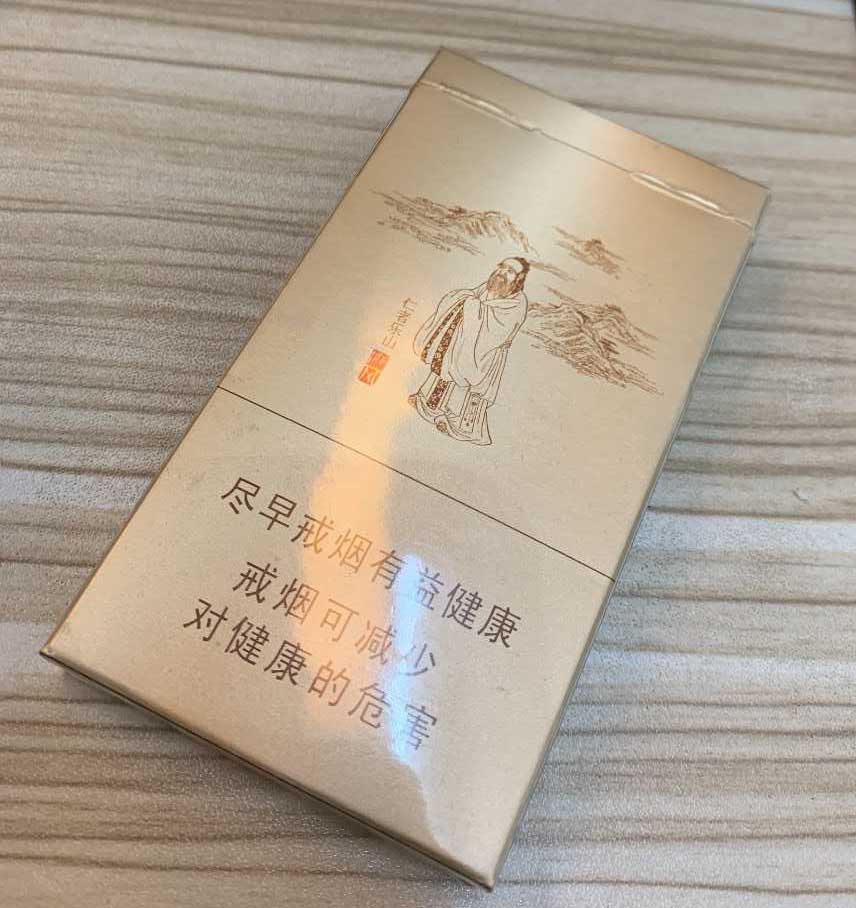 仁者乐山
尽早戒烟有益健康
戒烟可减少
对健康的危害